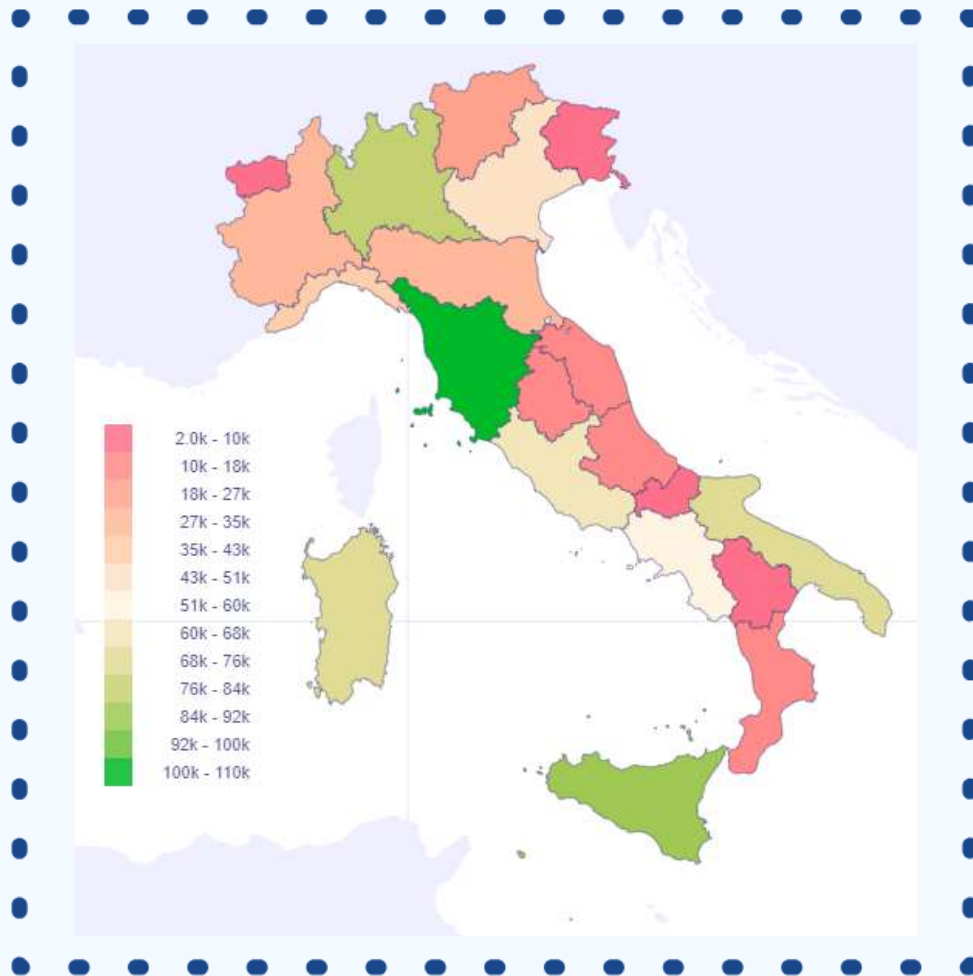 2.0k - 10k
10k - 18k
18k - 27k
27k - 35k
35k - 43k
43k - 51k
51k - 60k
60k - 68k
68k - 76k
76k - 84k
84k - 92k
92k - 100k
100k - 110k